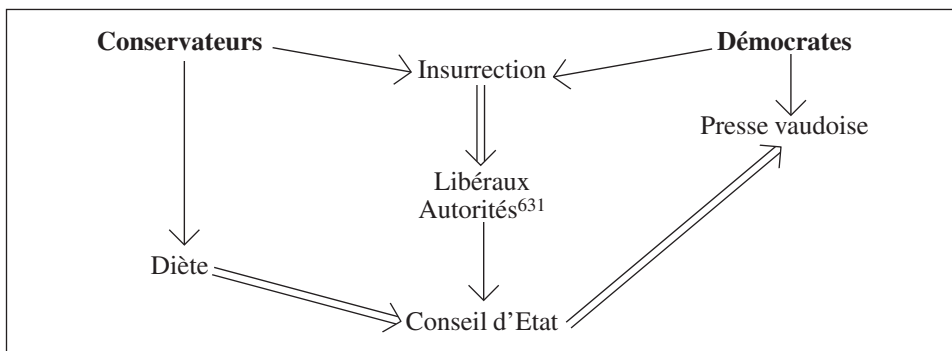 Conservateurs
Démocrates
Insurrection
Presse vaudoise
Libéraux
Autorités631
Diète
Conseil d'Etat